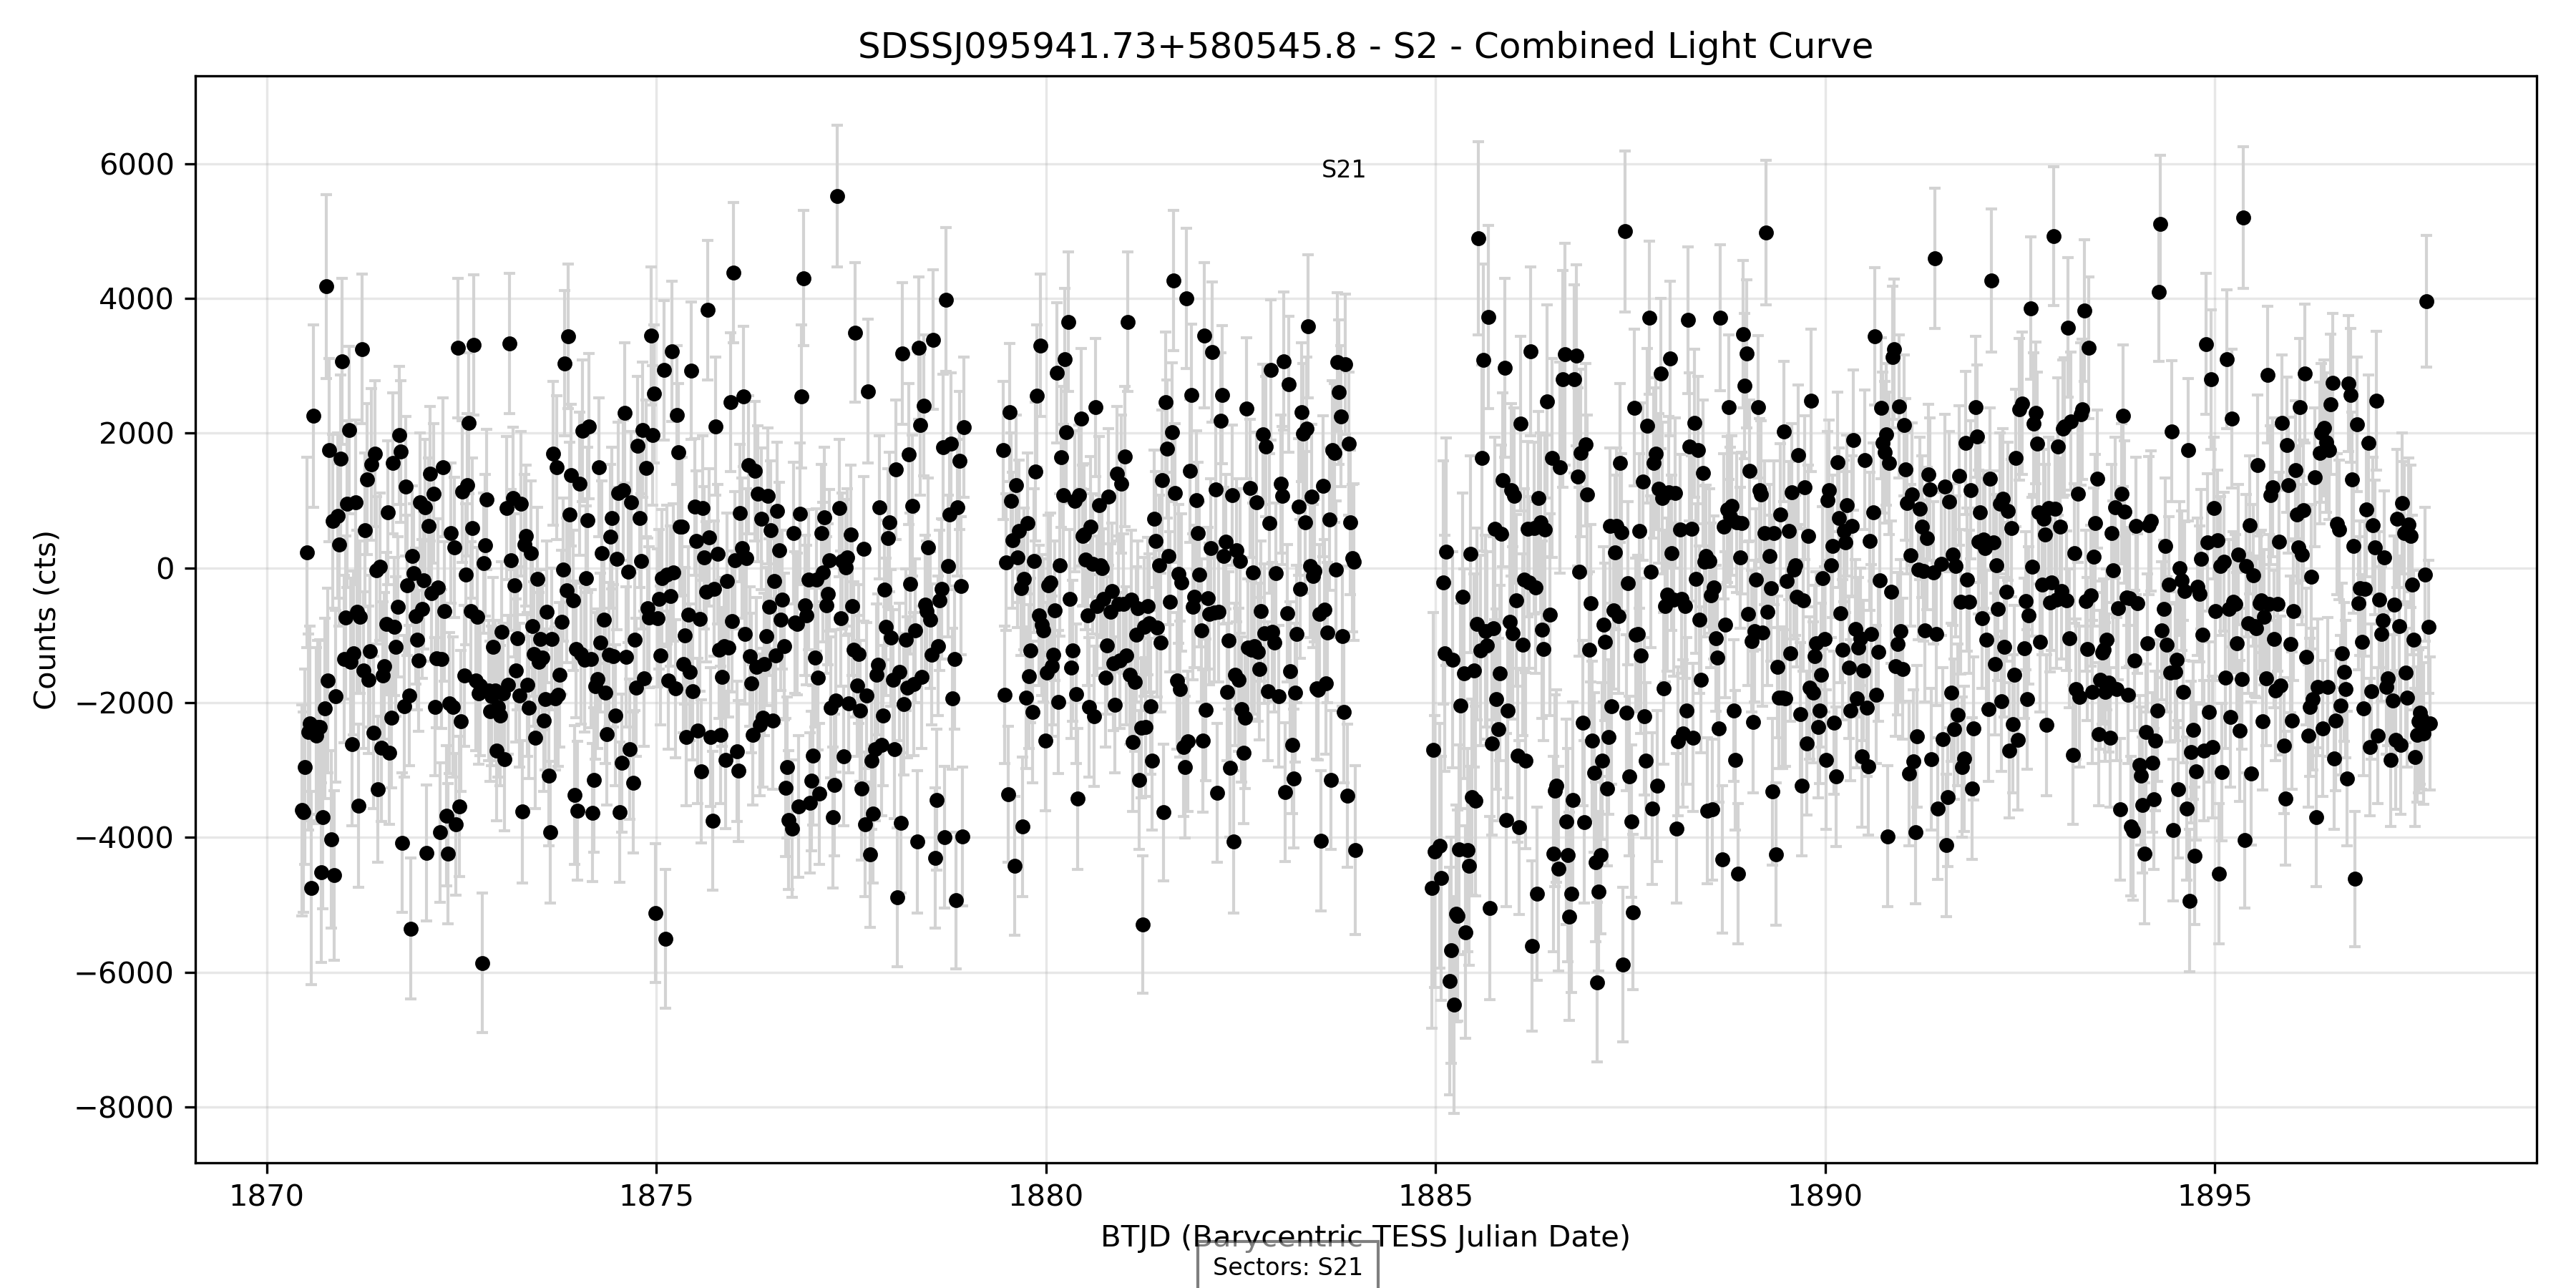 SDSSJ095941.73+580545.8 - S2 - Combined Light Curve
6000
4000
2000
0
−2000
−4000
−6000
−8000
Counts (cts)
S21
1870 1875 1880 1885 1890 1895
BTJD (Barycentric TESS Julian Date)
Sectors: S21